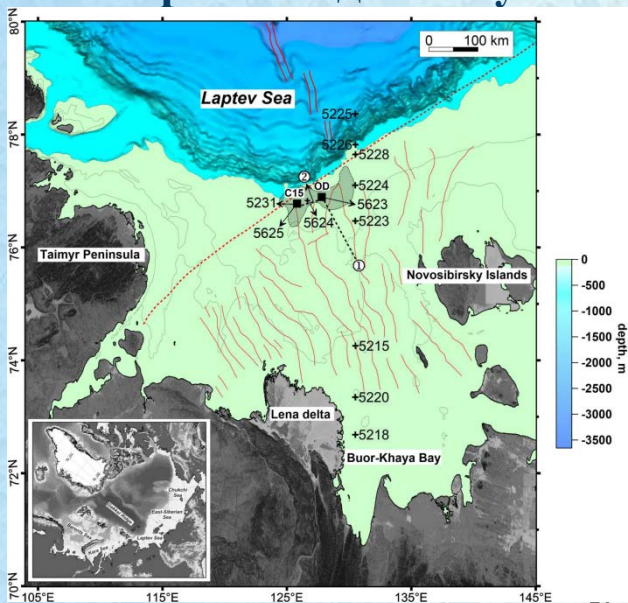 80°N
0 100 km
Laptev Sea
5225
78°N
5226
5228
②
C15
OD
5224
5231
5623
5624
5223
5625
76°N
Taimyr Peninsula
①
Novosibirsky Islands
0
-500
-1000
-1500
-2000
-2500
-3000
-3500
depth, m
5215
74°N
5220
Lena delta
5218
Buor-Khaya Bay
72°N
Chukchi Sea
East-Siberian Sea
Laptev Sea
Kara Sea
70°N
104°E
115°E
125°E
135°E
145°E